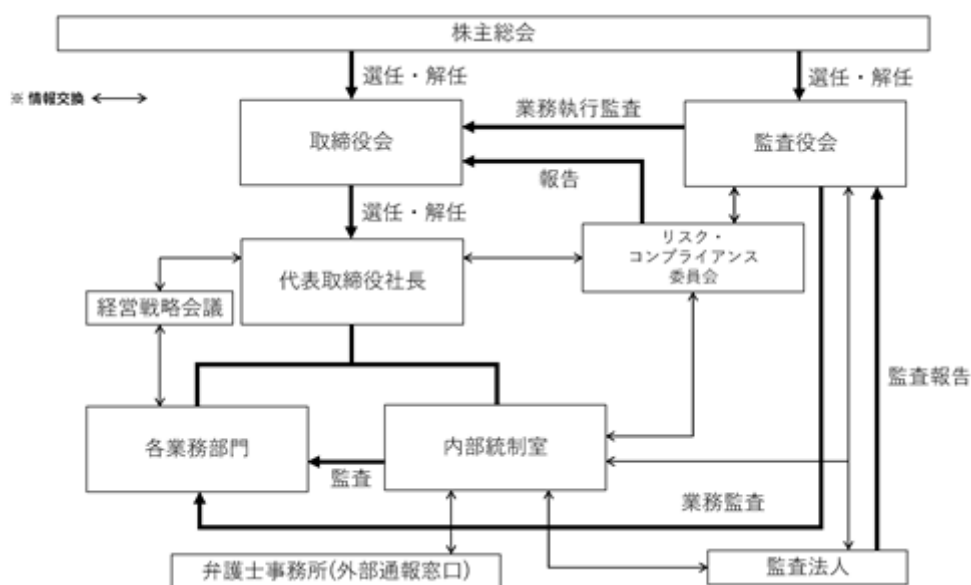 株主総会
選任・解任
選任・解任
※ 情報交換
業務執行監査
取締役会
監査役会
報告
選任・解任
リスク・
コンプライアンス
委員会
代表取締役社長
経営戦略会議
監査報告
各業務部門
内部統制室
監査
業務監査
弁護士事務所(外部通報窓口)
監査法人